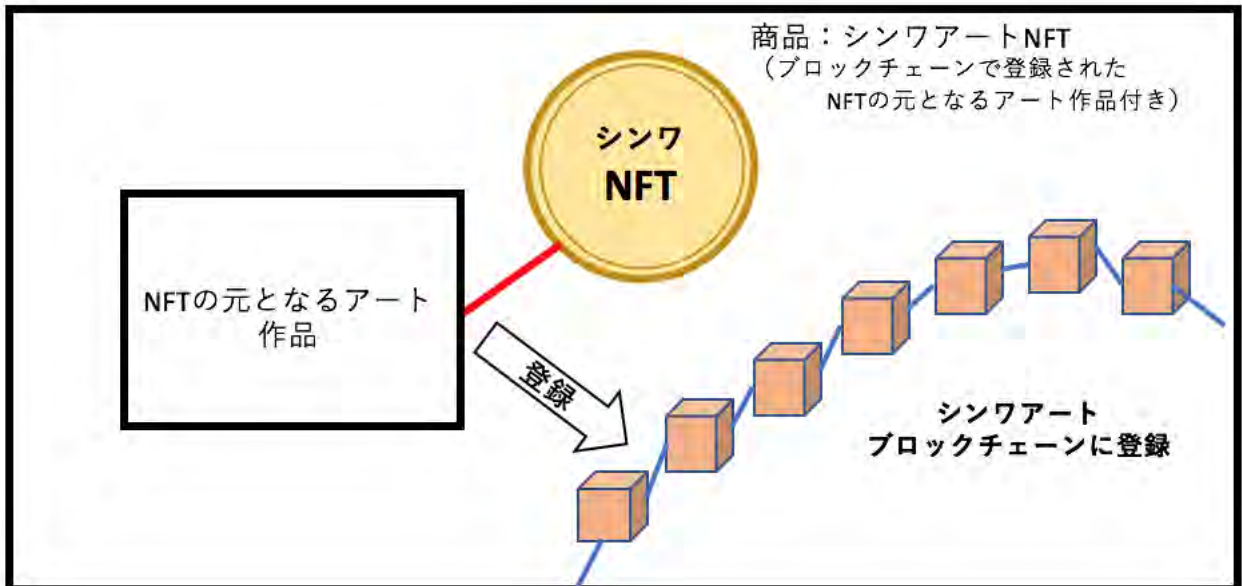 商品：シンワアートNFT
（ブロックチェーンで登録された
NFTの元となるアート作品付き）
シンワ
NFT
NFTの元となるアート
作品
登録
シンワアート
ブロックチェーンに登録